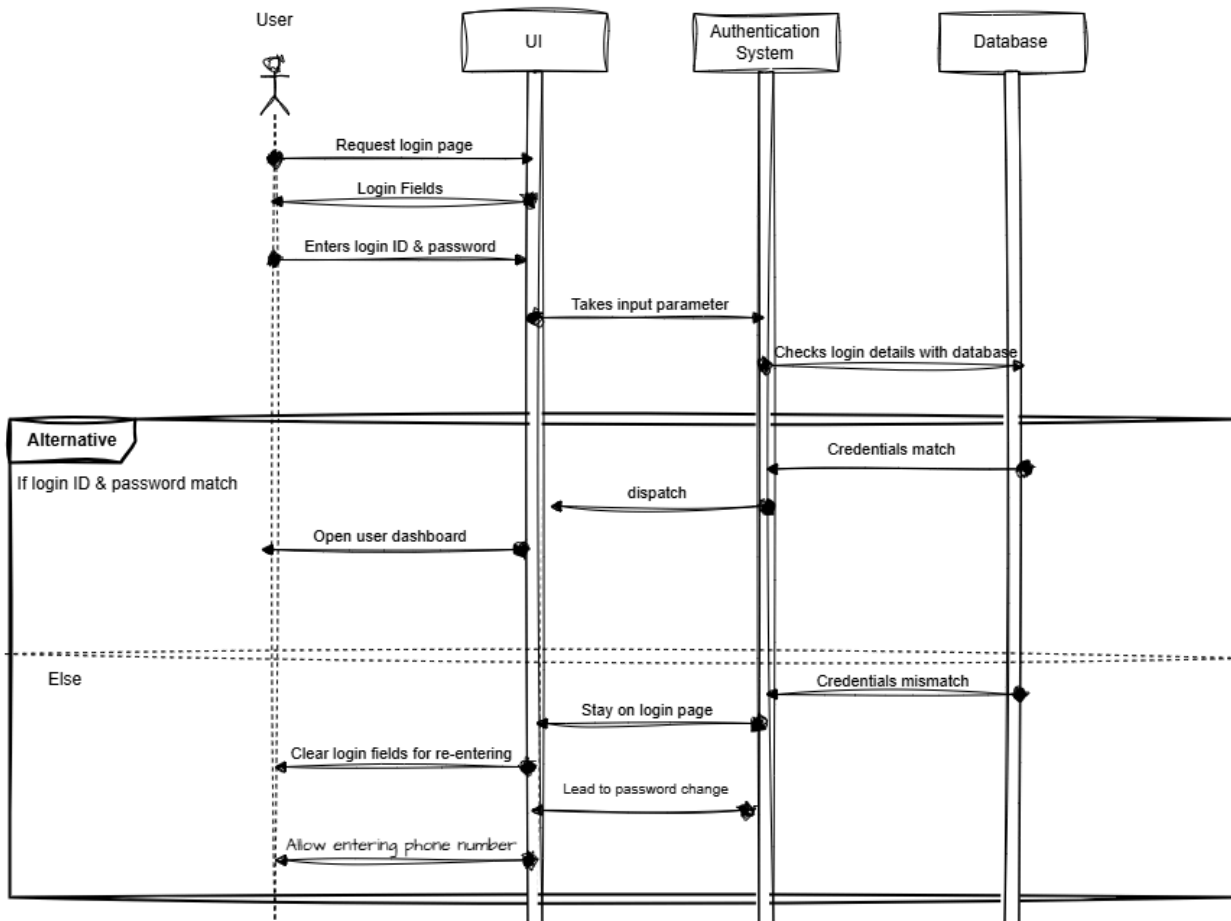 User
UI
Authentication
System
Database
Request login page
Login Fields
Enters login ID & password
Takes input parameter
Checks login details with database
Alternative
Credentials match
If login ID & password match
dispatch
Open user dashboard
Else
Credentials mismatch
Stay on login page
Clear login fields for re-entering
Lead to password change
Allow entering phone number